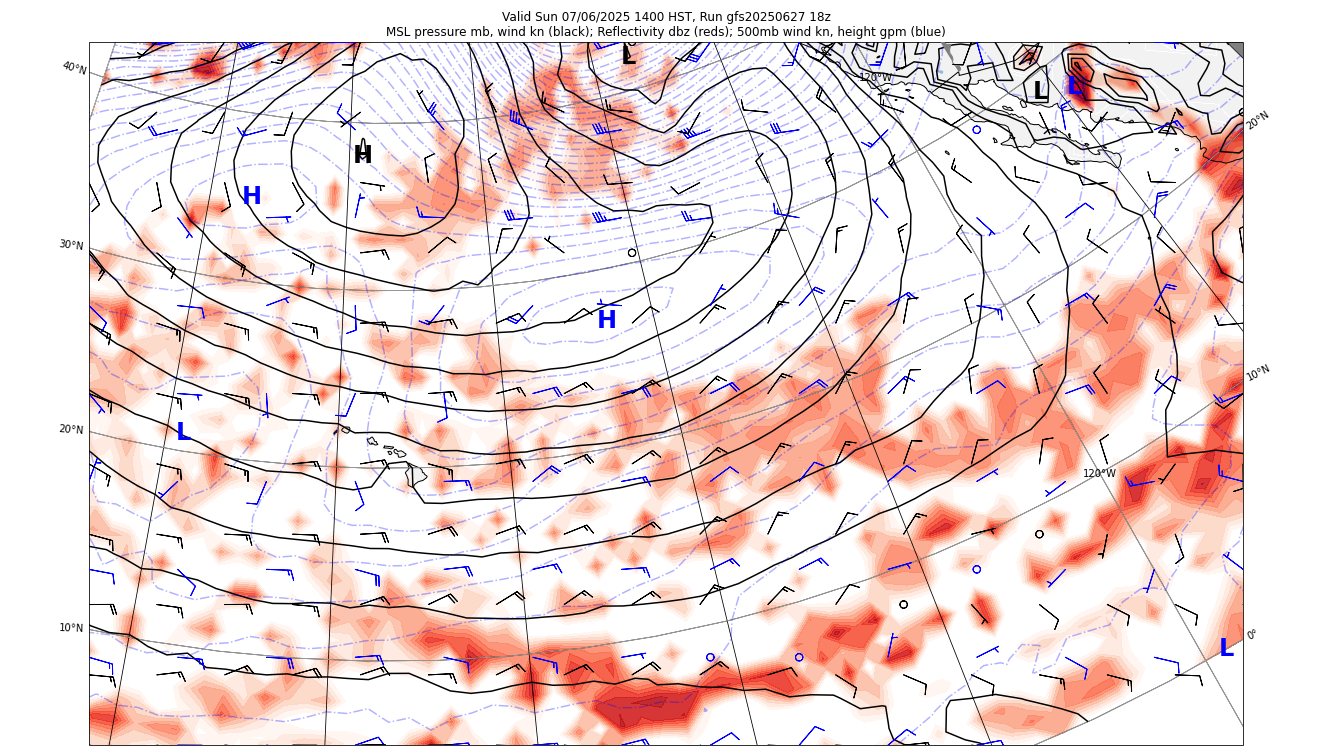 Valid Sun 07/06/2025 1400 HST, Run gfs20250627 18z
MSL pressure mb, wind kn (black); Reflectivity dbz (reds); 500mb wind kn, height gpm (blue)
40°N
120°W
L
L
L
20°N
H
H
30°N
H
10°N
20°N
L
120°W
10°N
0°
L